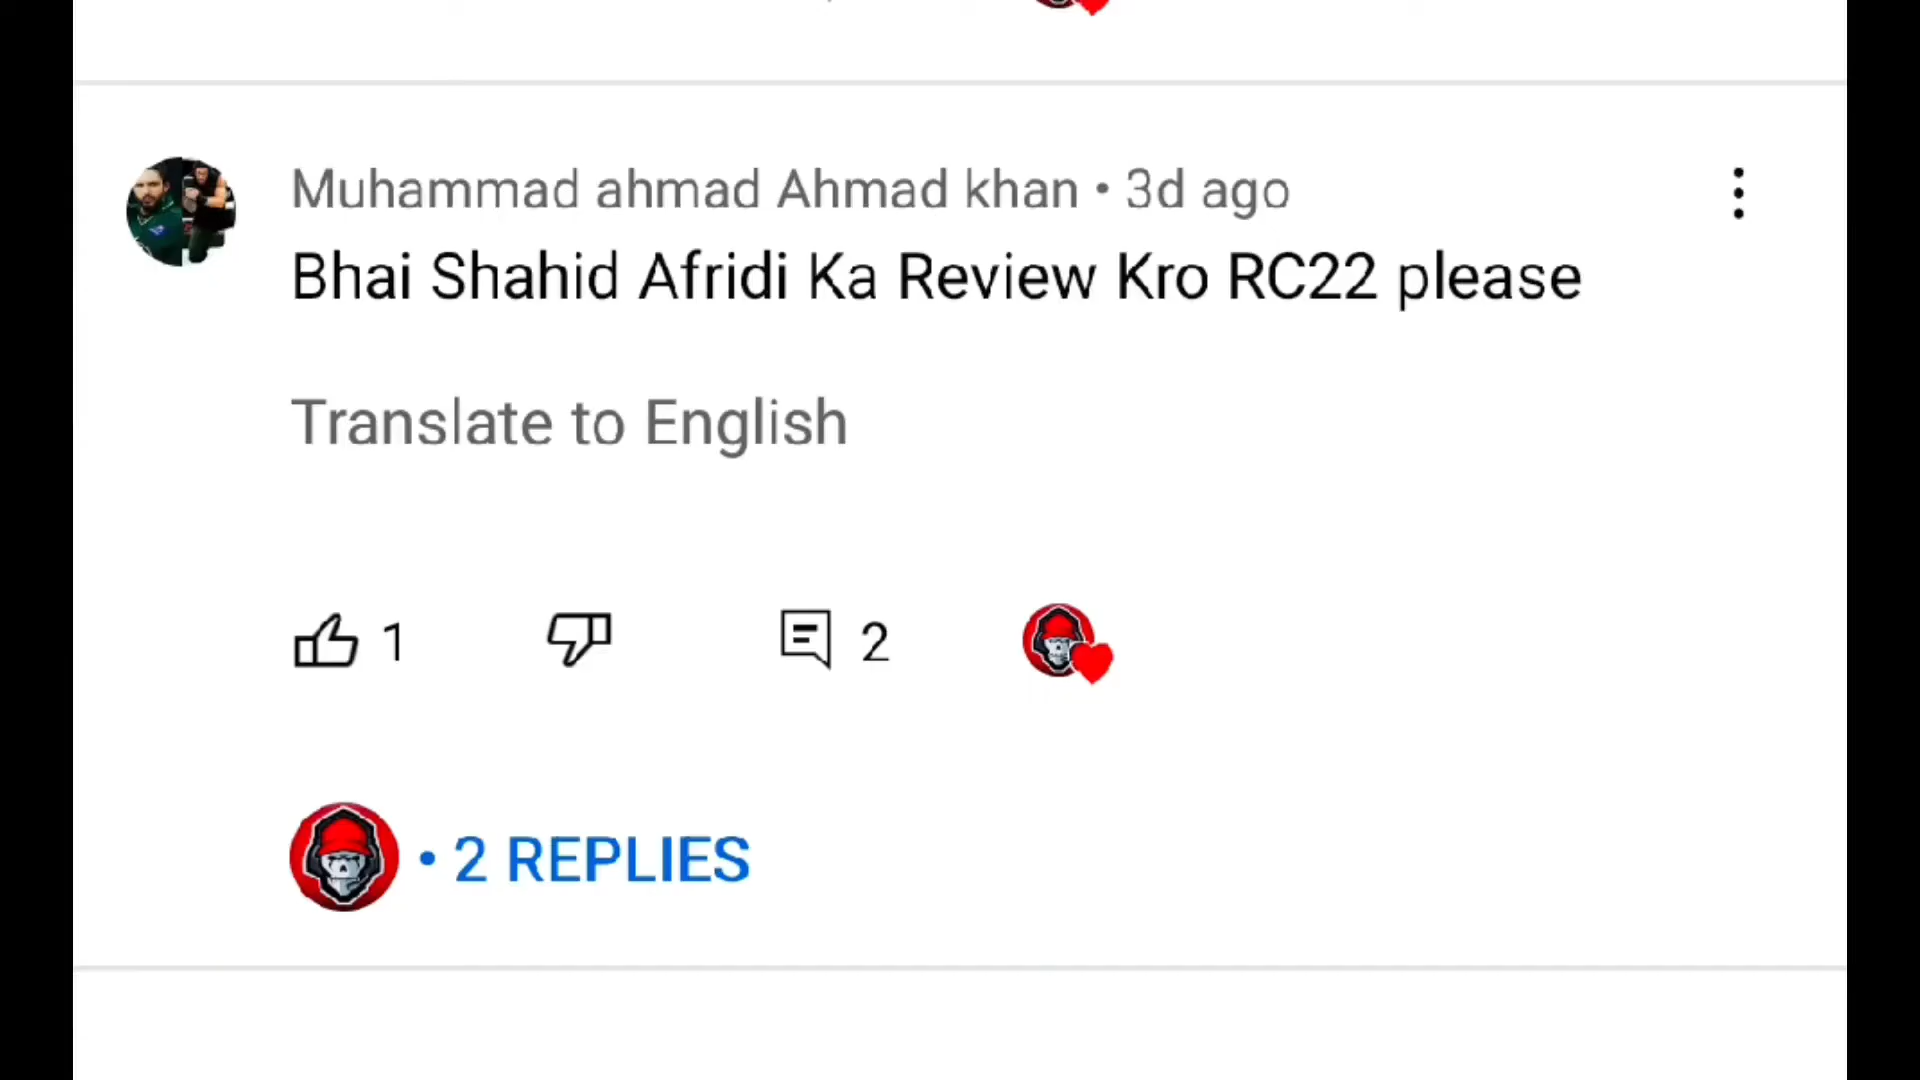 Muhammad ahmad Ahmad khan • 3d ago
Bhai Shahid Afridi Ka Review Kro RC22 please
Translate to English
1 2
• 2 REPLIES